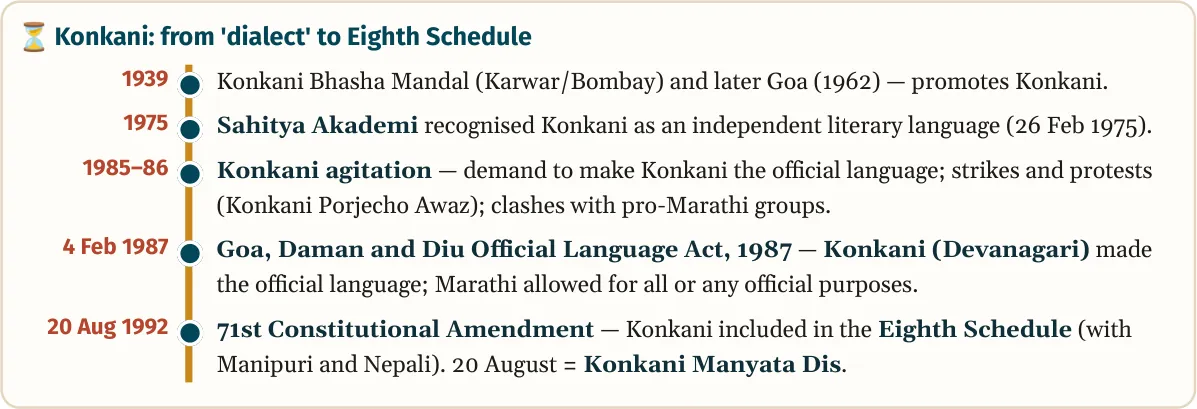 ⏳ Konkani: from 'dialect' to Eighth Schedule
1939
Konkani Bhasha Mandal (Karwar/Bombay) and later Goa (1962) — promotes Konkani.
1975
Sahitya Akademi recognised Konkani as an independent literary language (26 Feb 1975).
1985–86
Konkani agitation — demand to make Konkani the official language; strikes and protests
(Konkani Porjecho Awaz); clashes with pro-Marathi groups.
4 Feb 1987
Goa, Daman and Diu Official Language Act, 1987 — Konkani (Devanagari) made
the official language; Marathi allowed for all or any official purposes.
20 Aug 1992
71st Constitutional Amendment — Konkani included in the Eighth Schedule (with
Manipuri and Nepali). 20 August = Konkani Manyata Dis.